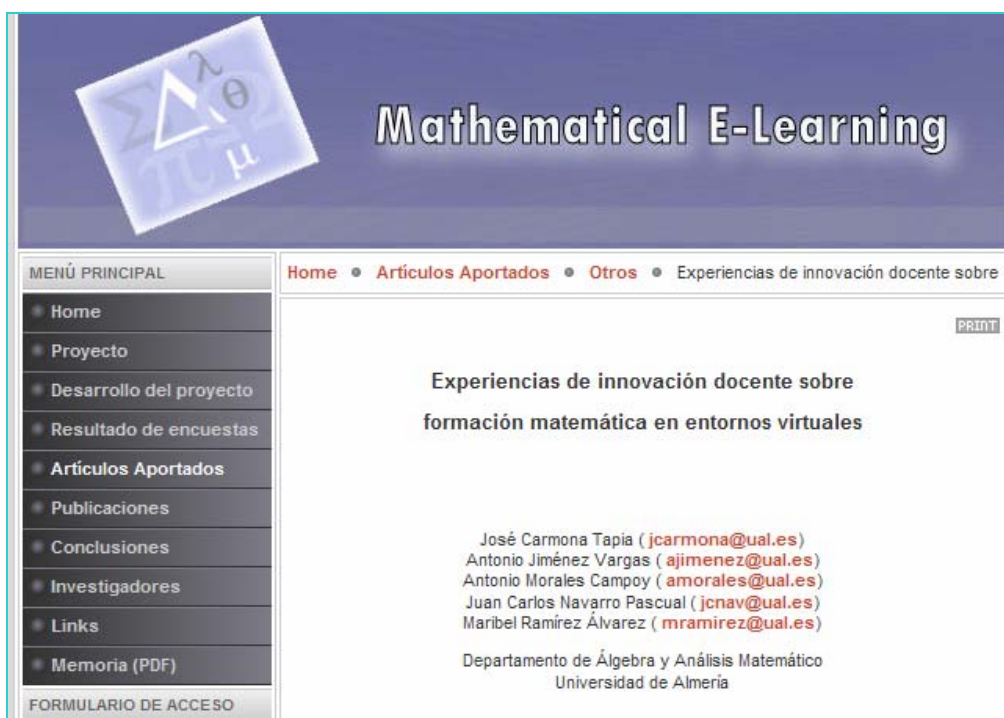 Σ Δ λ θ Ω π μ
Mathematical E-Learning
MENÚ PRINCIPAL
Home
Proyecto
Desarrollo del proyecto
Resultado de encuestas
Artículos Aportados
Publicaciones
Conclusiones
Investigadores
Links
Memoria (PDF)
FORMULARIO DE ACCESO
Home ● Artículos Aportados ● Otros ● Experiencias de innovación docente sobre
PRINT
Experiencias de innovación docente sobre
formación matemática en entornos virtuales
José Carmona Tapia ( jcarmona@ual.es)
Antonio Jiménez Vargas ( ajimenez@ual.es)
Antonio Morales Campoy ( amorales@ual.es)
Juan Carlos Navarro Pascual ( jcnav@ual.es)
Maribel Ramírez Álvarez ( mramirez@ual.es)
Departamento de Álgebra y Análisis Matemático
Universidad de Almería